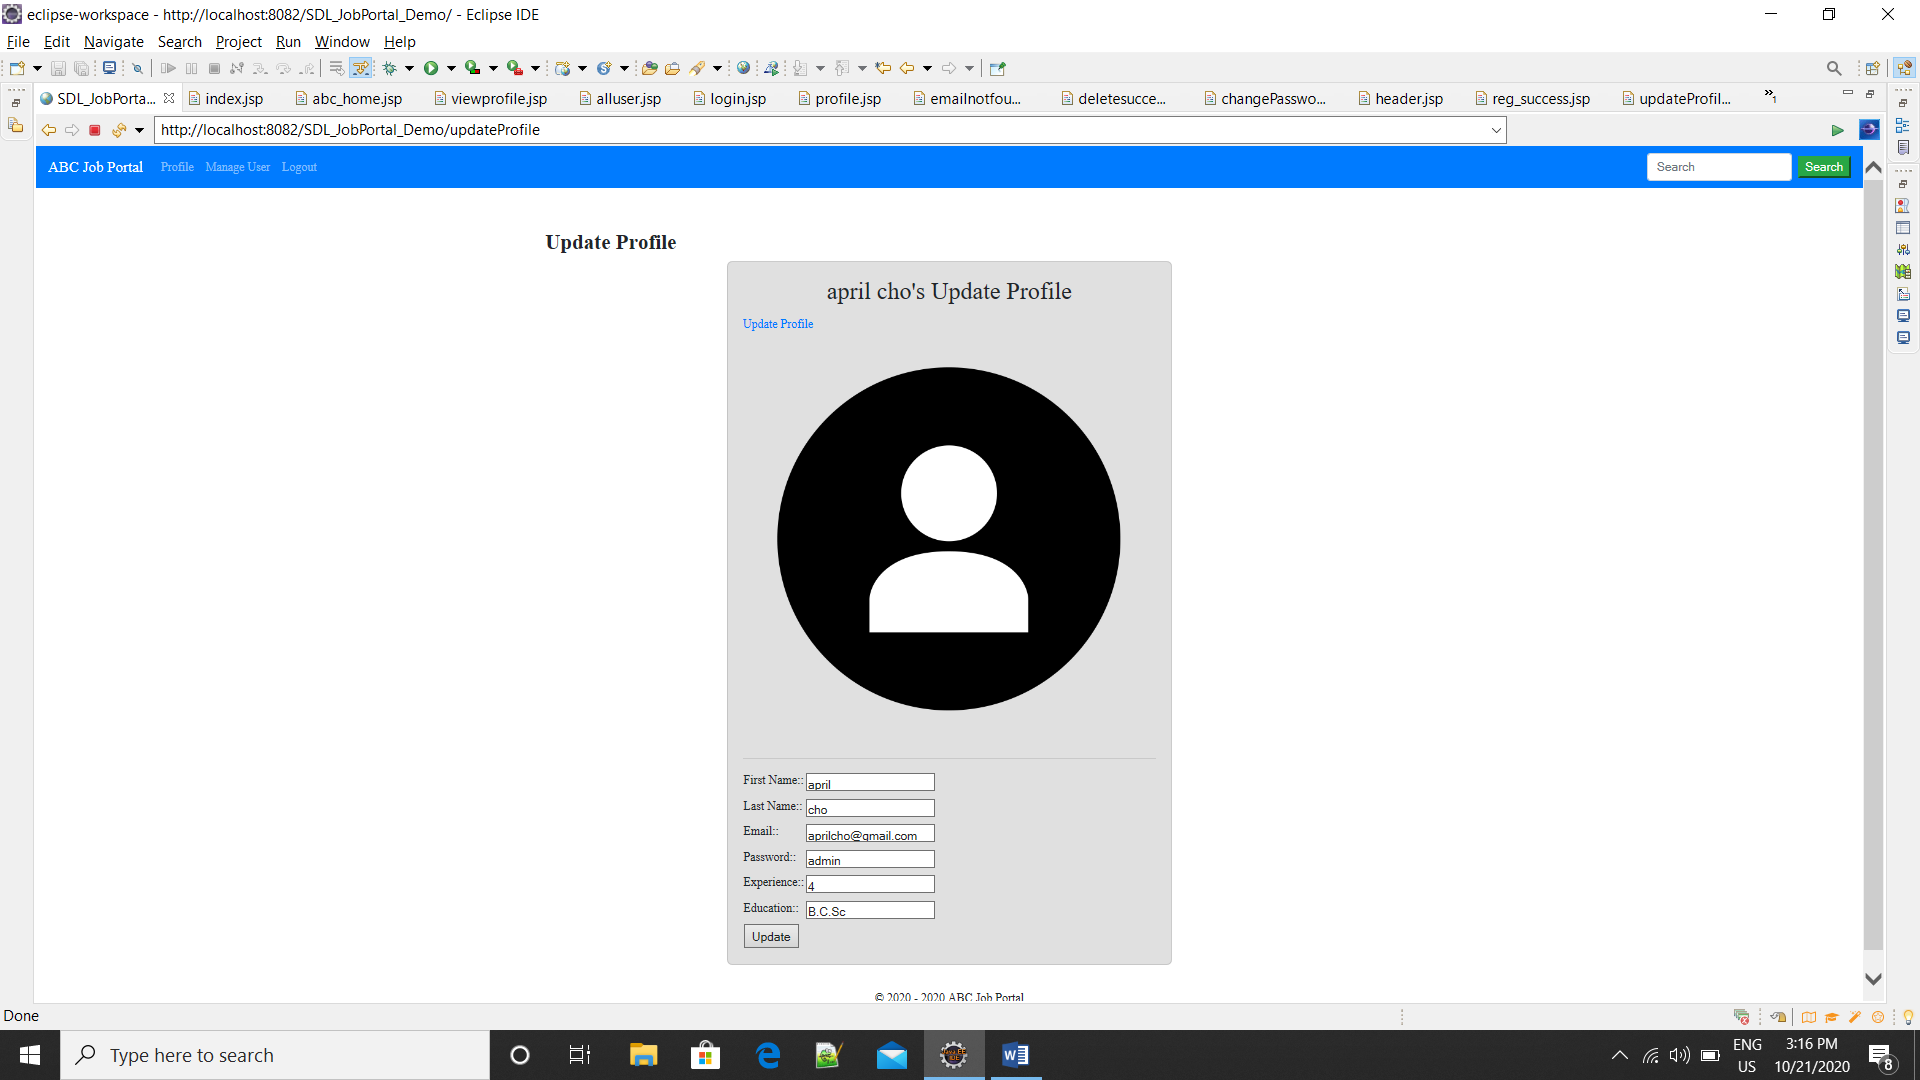 eclipse-workspace - http://localhost:8082/SDL_JobPortal_Demo/ - Eclipse IDE
File Edit Navigate Search Project Run Window Help
SDL_JobPorta... index.jsp abc_home.jsp viewprofile.jsp alluser.jsp login.jsp profile.jsp emailnotfou... deletesucce... changePasswo... header.jsp reg_success.jsp updateProfil... »1
http://localhost:8082/SDL_JobPortal_Demo/updateProfile
ABC Job Portal Profile Manage User Logout Search Search
Update Profile
april cho's Update Profile
Update Profile
First Name:: april
Last Name:: cho
Email:: aprilcho@gmail.com
Password:: admin
Experience:: 4
Education:: B.C.Sc
Update
© 2020 - 2020 ABC Job Portal
Done
Type here to search
ENG 3:16 PM
US 10/21/2020 8